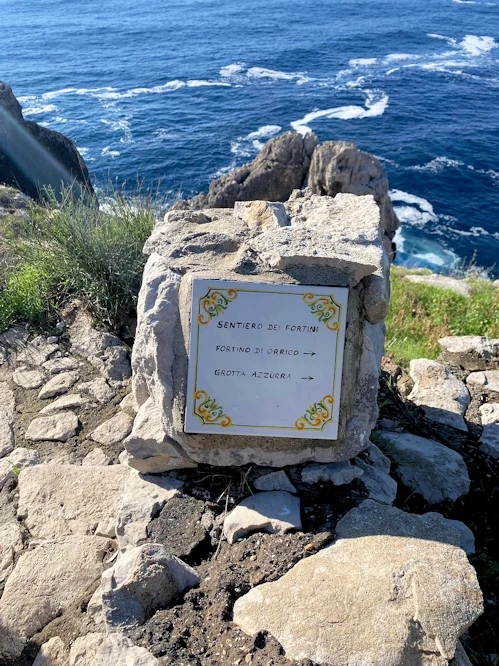 SENTIERO DEI FORTINI
FORTINO DI ORRICO →
GROTTA AZZURRA →